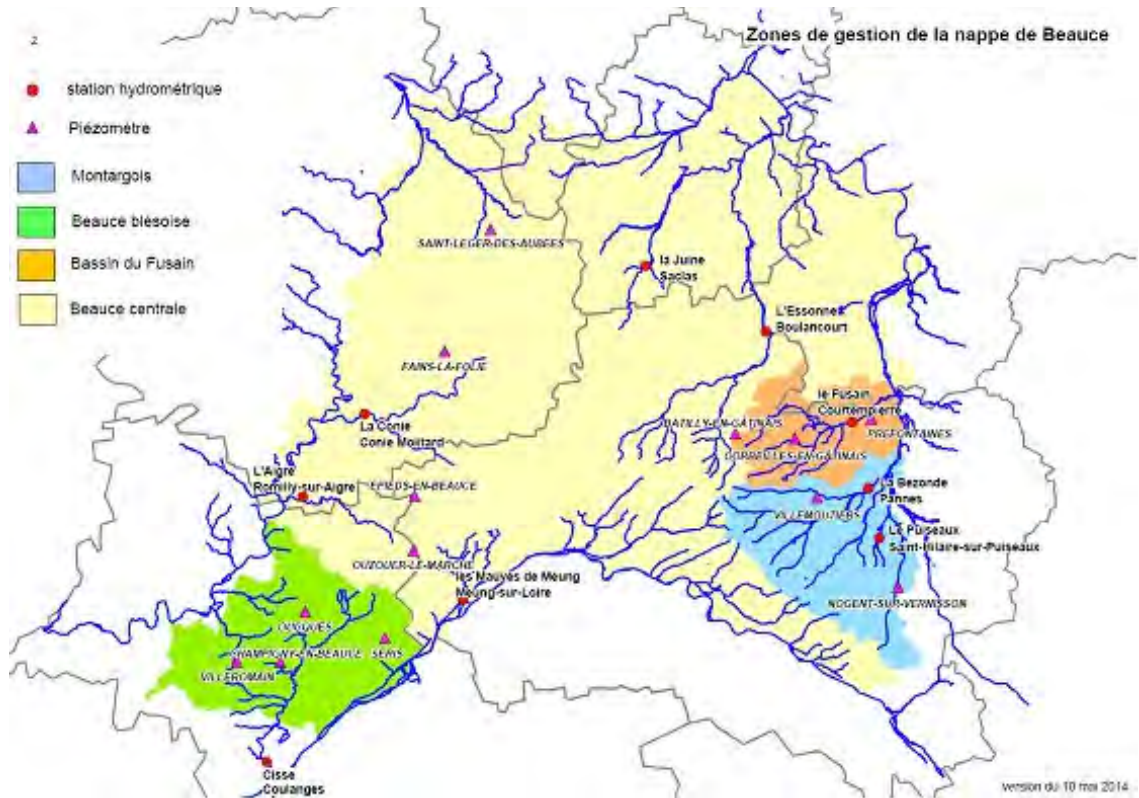 Zones de gestion de la nappe de Beauce
z
station hydrométrique
Piézomètre
Montargois
Beauce blésoise
Bassin du Fusain
Beauce centrale
SAINT-LEGER-DES-AUBEES
la Juine
Saclas
L'Essonne
Boulancourt
FAINS-LA-FOLIE
le Fusain
Courtempierre
La Conie
Conie Molitard
BATILLY-EN-GÂTINAIS
PREFONTAINES
CORBEILLES-EN-GÂTINAIS
L'Aigre
Romilly-sur-Aigre
EPIEDS-EN-BEAUCE
La Bezonde
Pannes
VILLEMOUTIERS
Le Puiseaux
Saint-Hilaire-sur-Puiseaux
OUZOUER-LE-MARCHE
les Mauves de Meung
Meung-sur-Loire
NOGENT-SUR-VERNISSON
CHAMPIGNY-EN-BEAUCE
SERIS
VILLEROMAIN
Cisse
Coulanges
version du 10 mai 2014